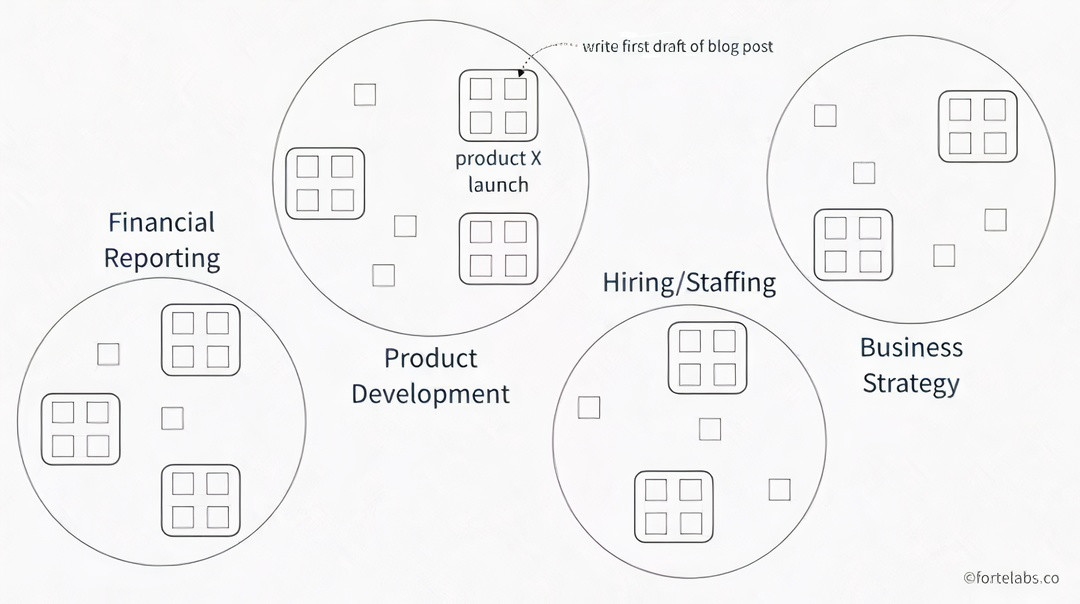 write first draft of blog post
product X
launch
Financial
Reporting
Hiring/Staffing
Product
Development
Business
Strategy
©fortelabs.co